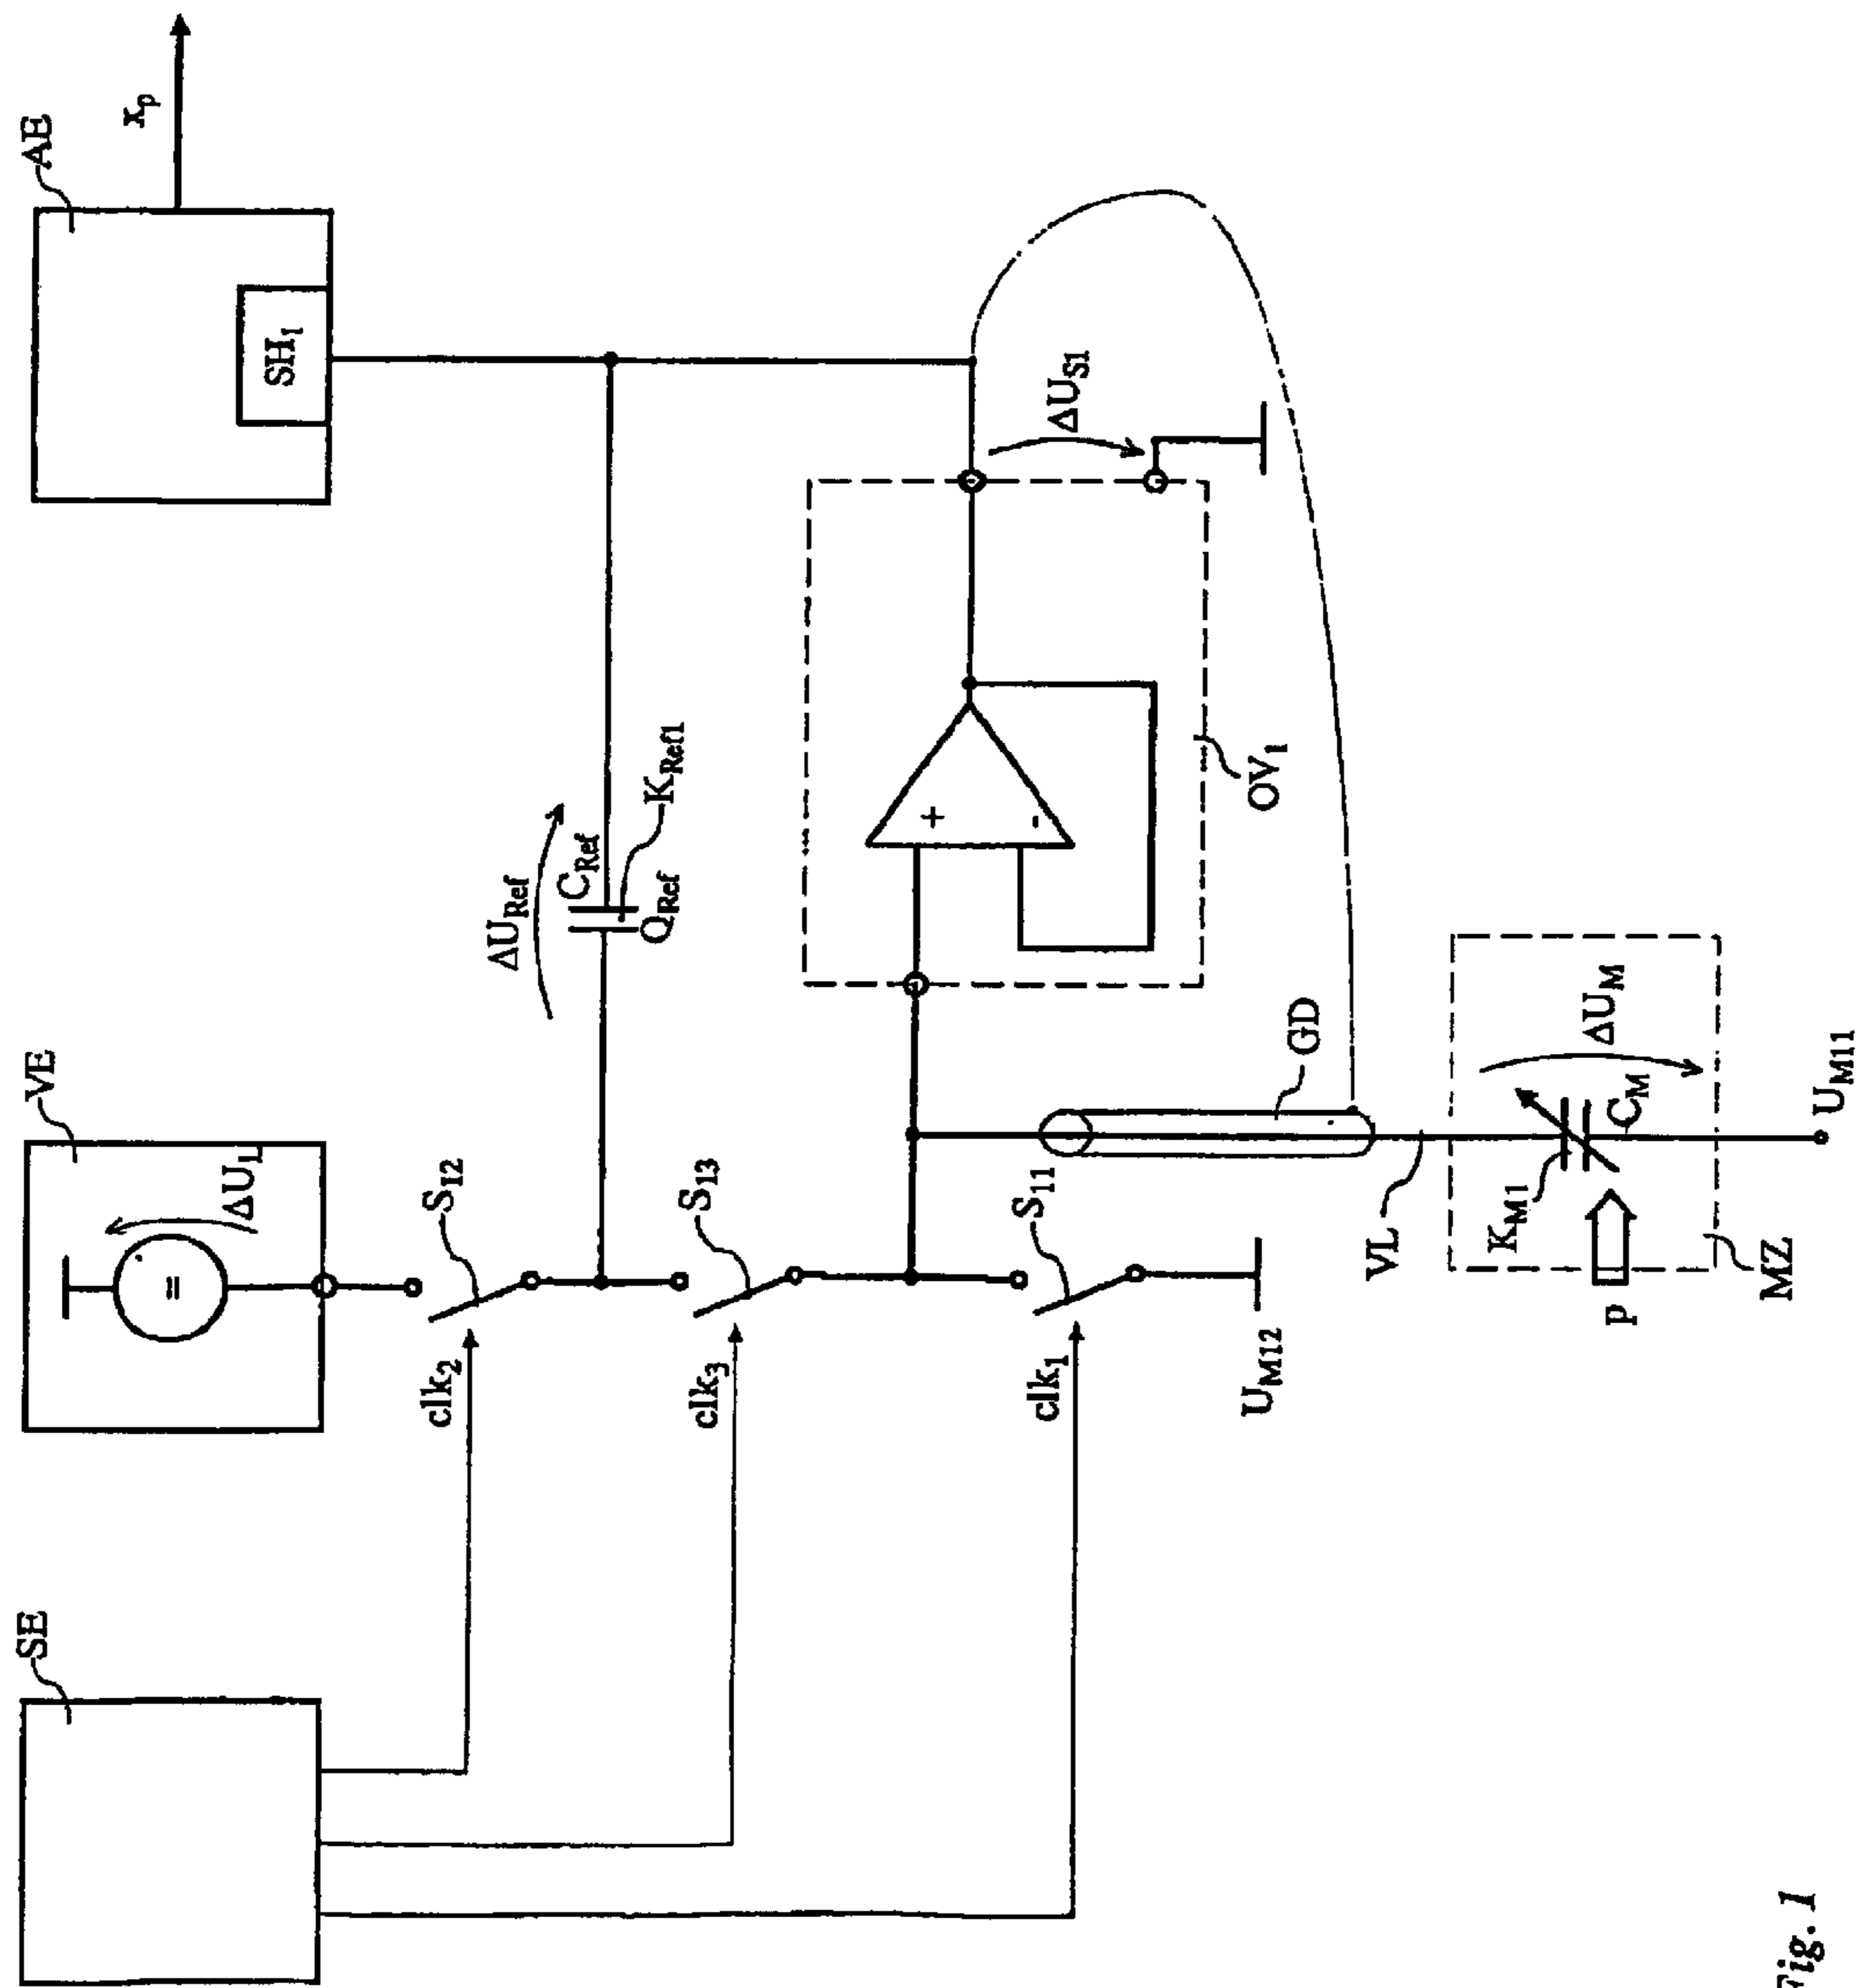 SE
VE
AE
x_p
ΔU_1
SH_1
S_12
clk_2
ΔU_Ref
C_Ref
Q_Ref
K_Ref1
S_13
clk_3
S_11
clk_1
U_M12
+
-
OV_1
ΔU_S1
GD
VL
K_M1
C_M
ΔU_M
p
MZ
U_M11
=
Fig. 1